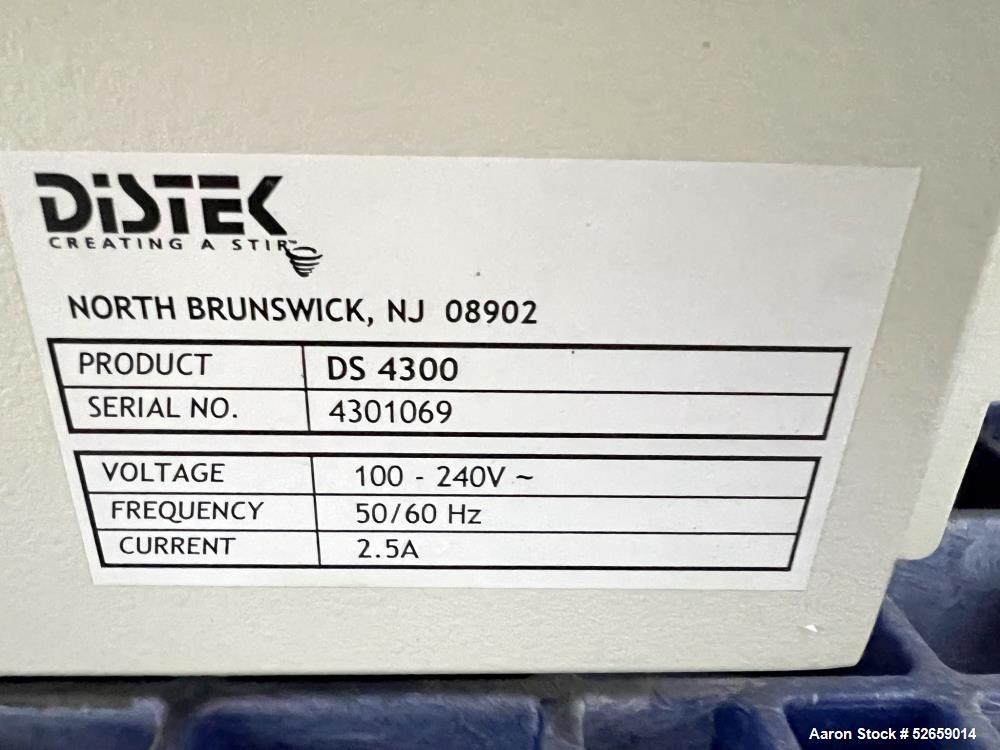 DiSTEK
CREATING A STIR™
NORTH BRUNSWICK, NJ 08902
PRODUCT DS 4300
SERIAL NO. 4301069
VOLTAGE 100 - 240V ~
FREQUENCY 50/60 Hz
CURRENT 2.5A
Aaron Stock # 52659014